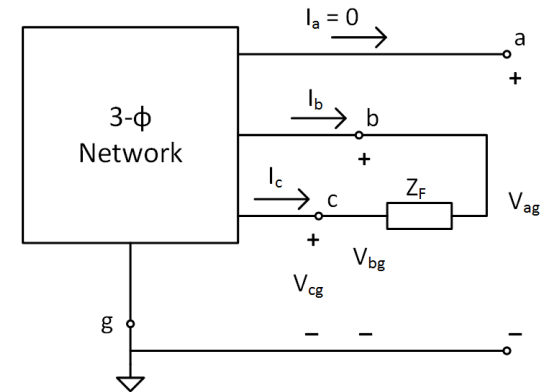 I_a = 0
a
+
3-ϕ
Network
I_b
b
+
I_c
c
Z_F
V_ag
+
V_bg
V_cg
g
− − −